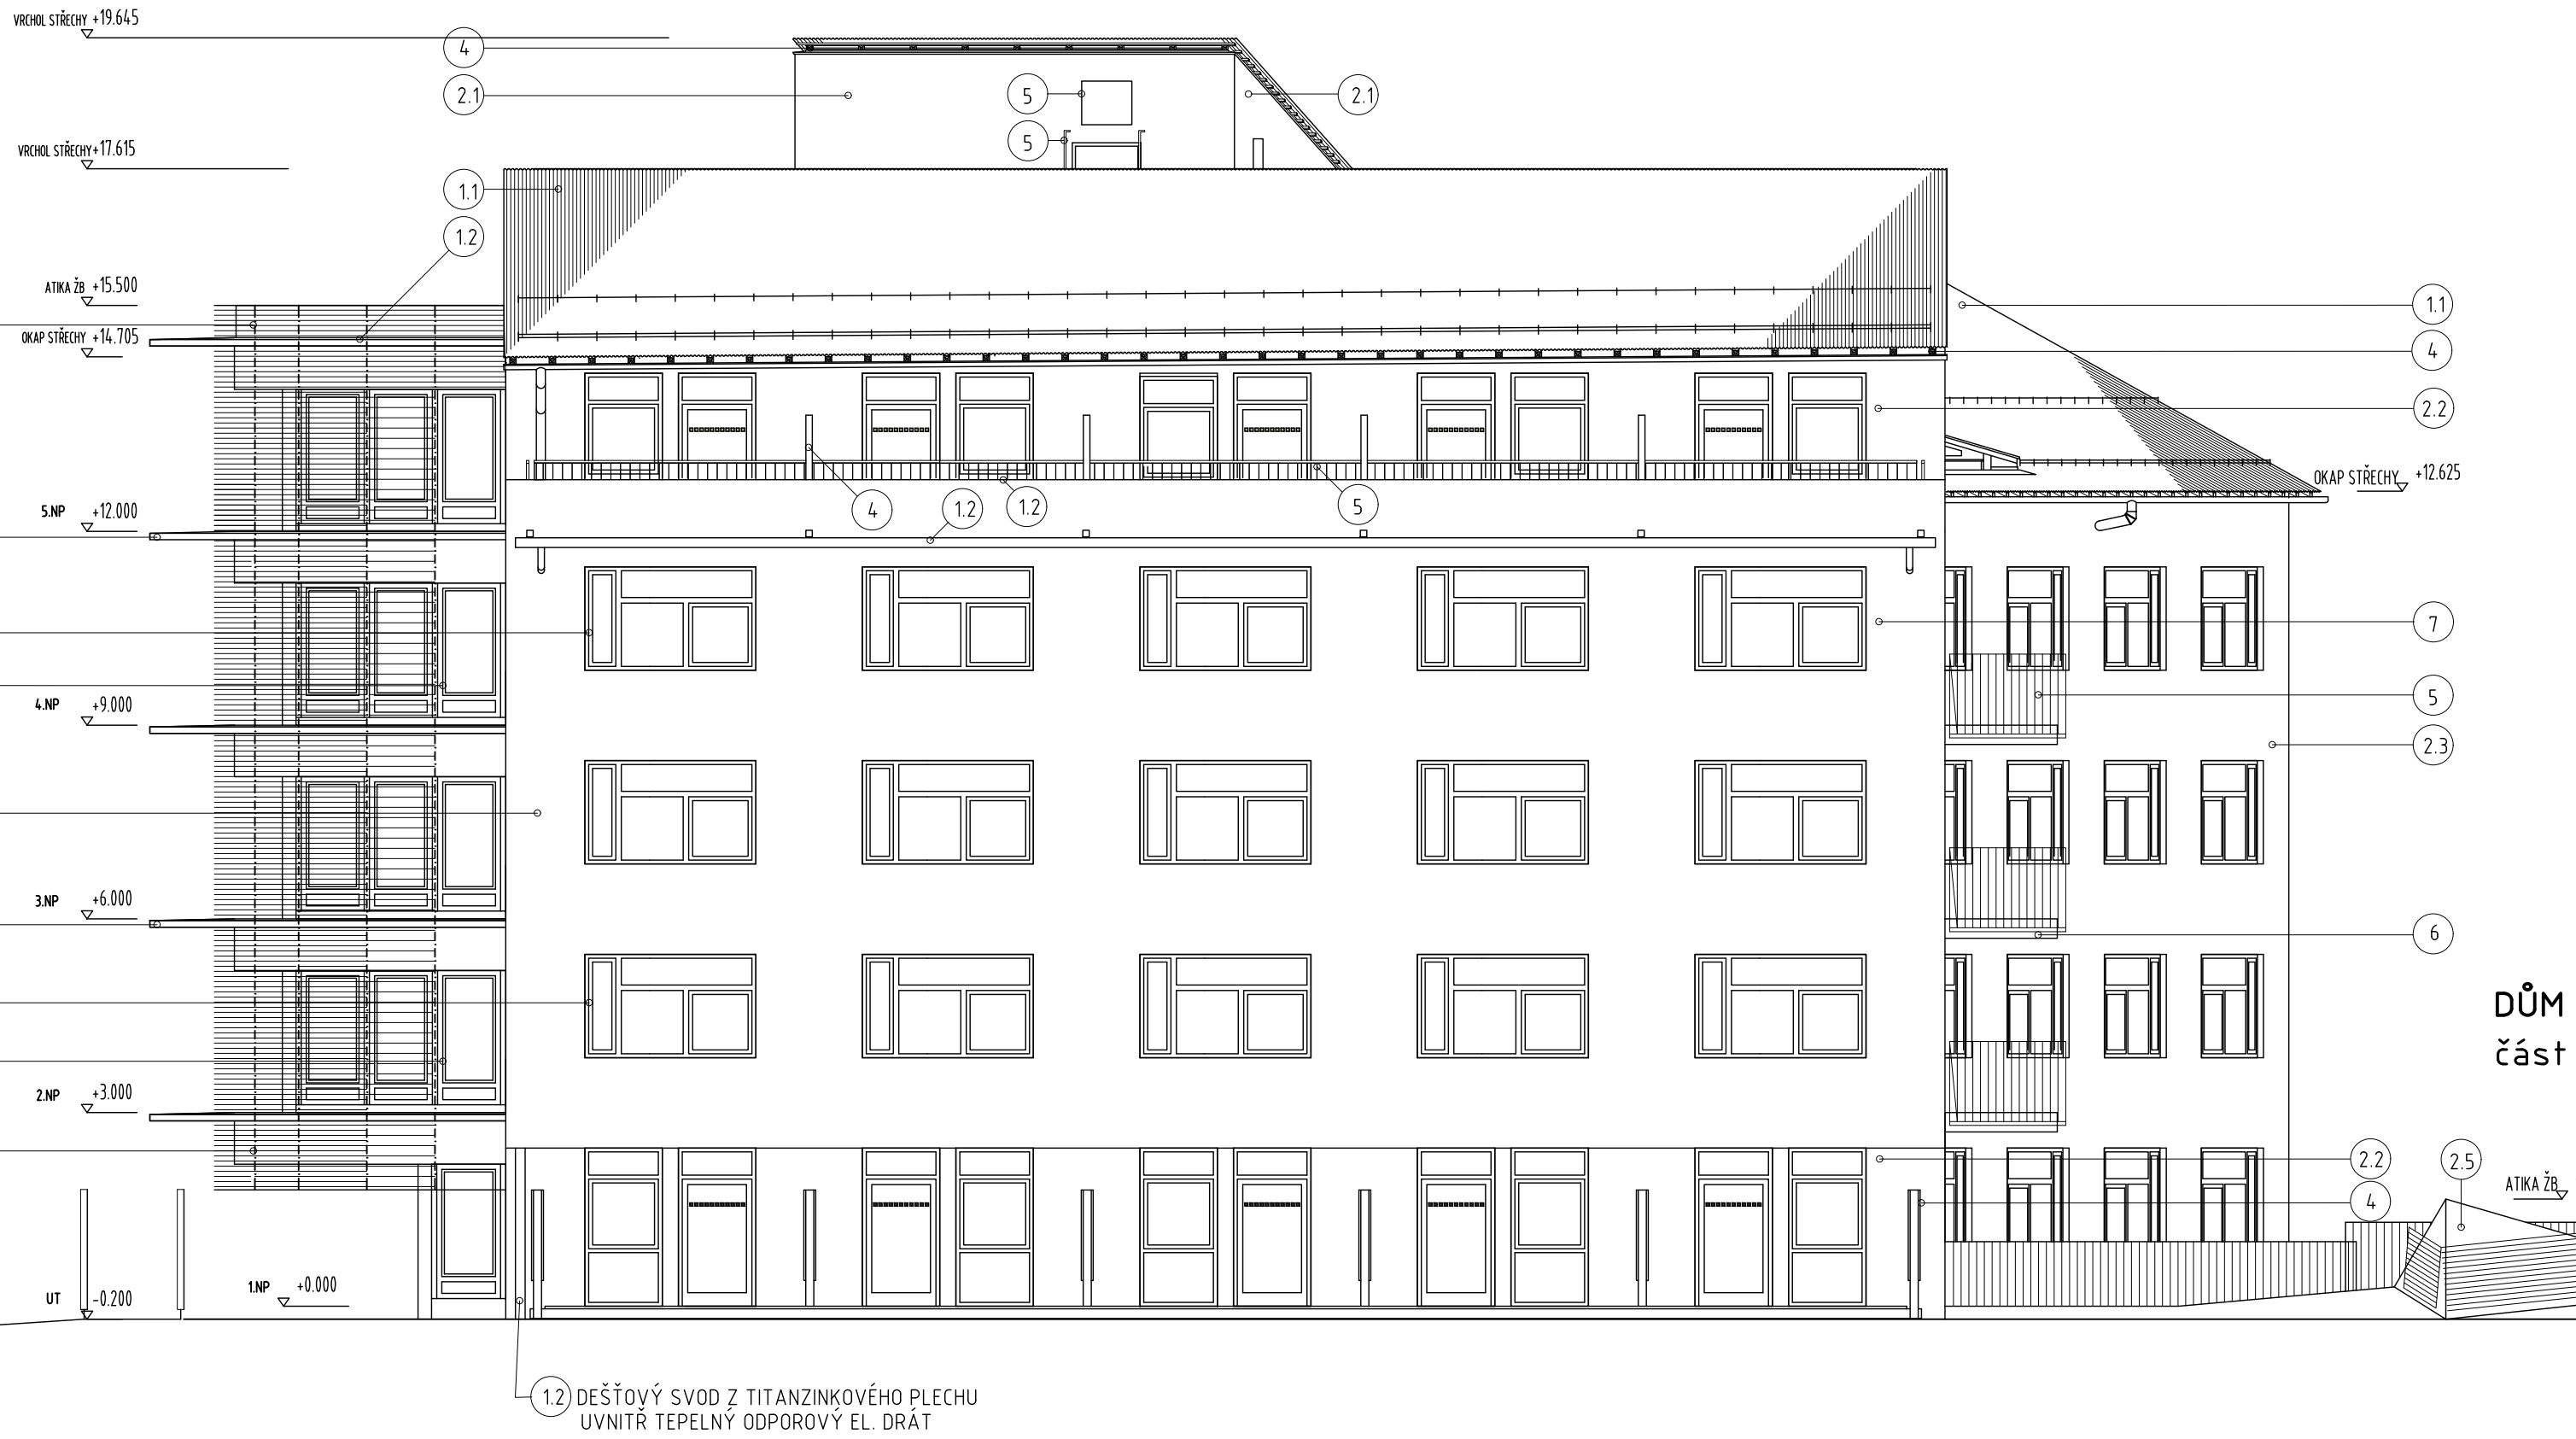 VRCHOL STŘECHY +19.645
4
2.1
5
2.1
5
VRCHOL STŘECHY+17.615
1.1
1.2
ATIKA ŽB +15.500
1.1
OKAP STŘECHY +14.705
4
2.2
OKAP STŘECHY +12.625
5.NP +12.000
4
1.2
1.2
5
7
4.NP +9.000
5
2.3
3.NP +6.000
6
DŮM
část
2.NP +3.000
2.2
2.5
ATIKA ŽB
4
1.NP +0.000
UT -0.200
1.2 DEŠŤOVÝ SVOD Z TITANZINKOVÉHO PLECHU
UVNITŘ TEPELNÝ ODPOROVÝ EL. DRÁT